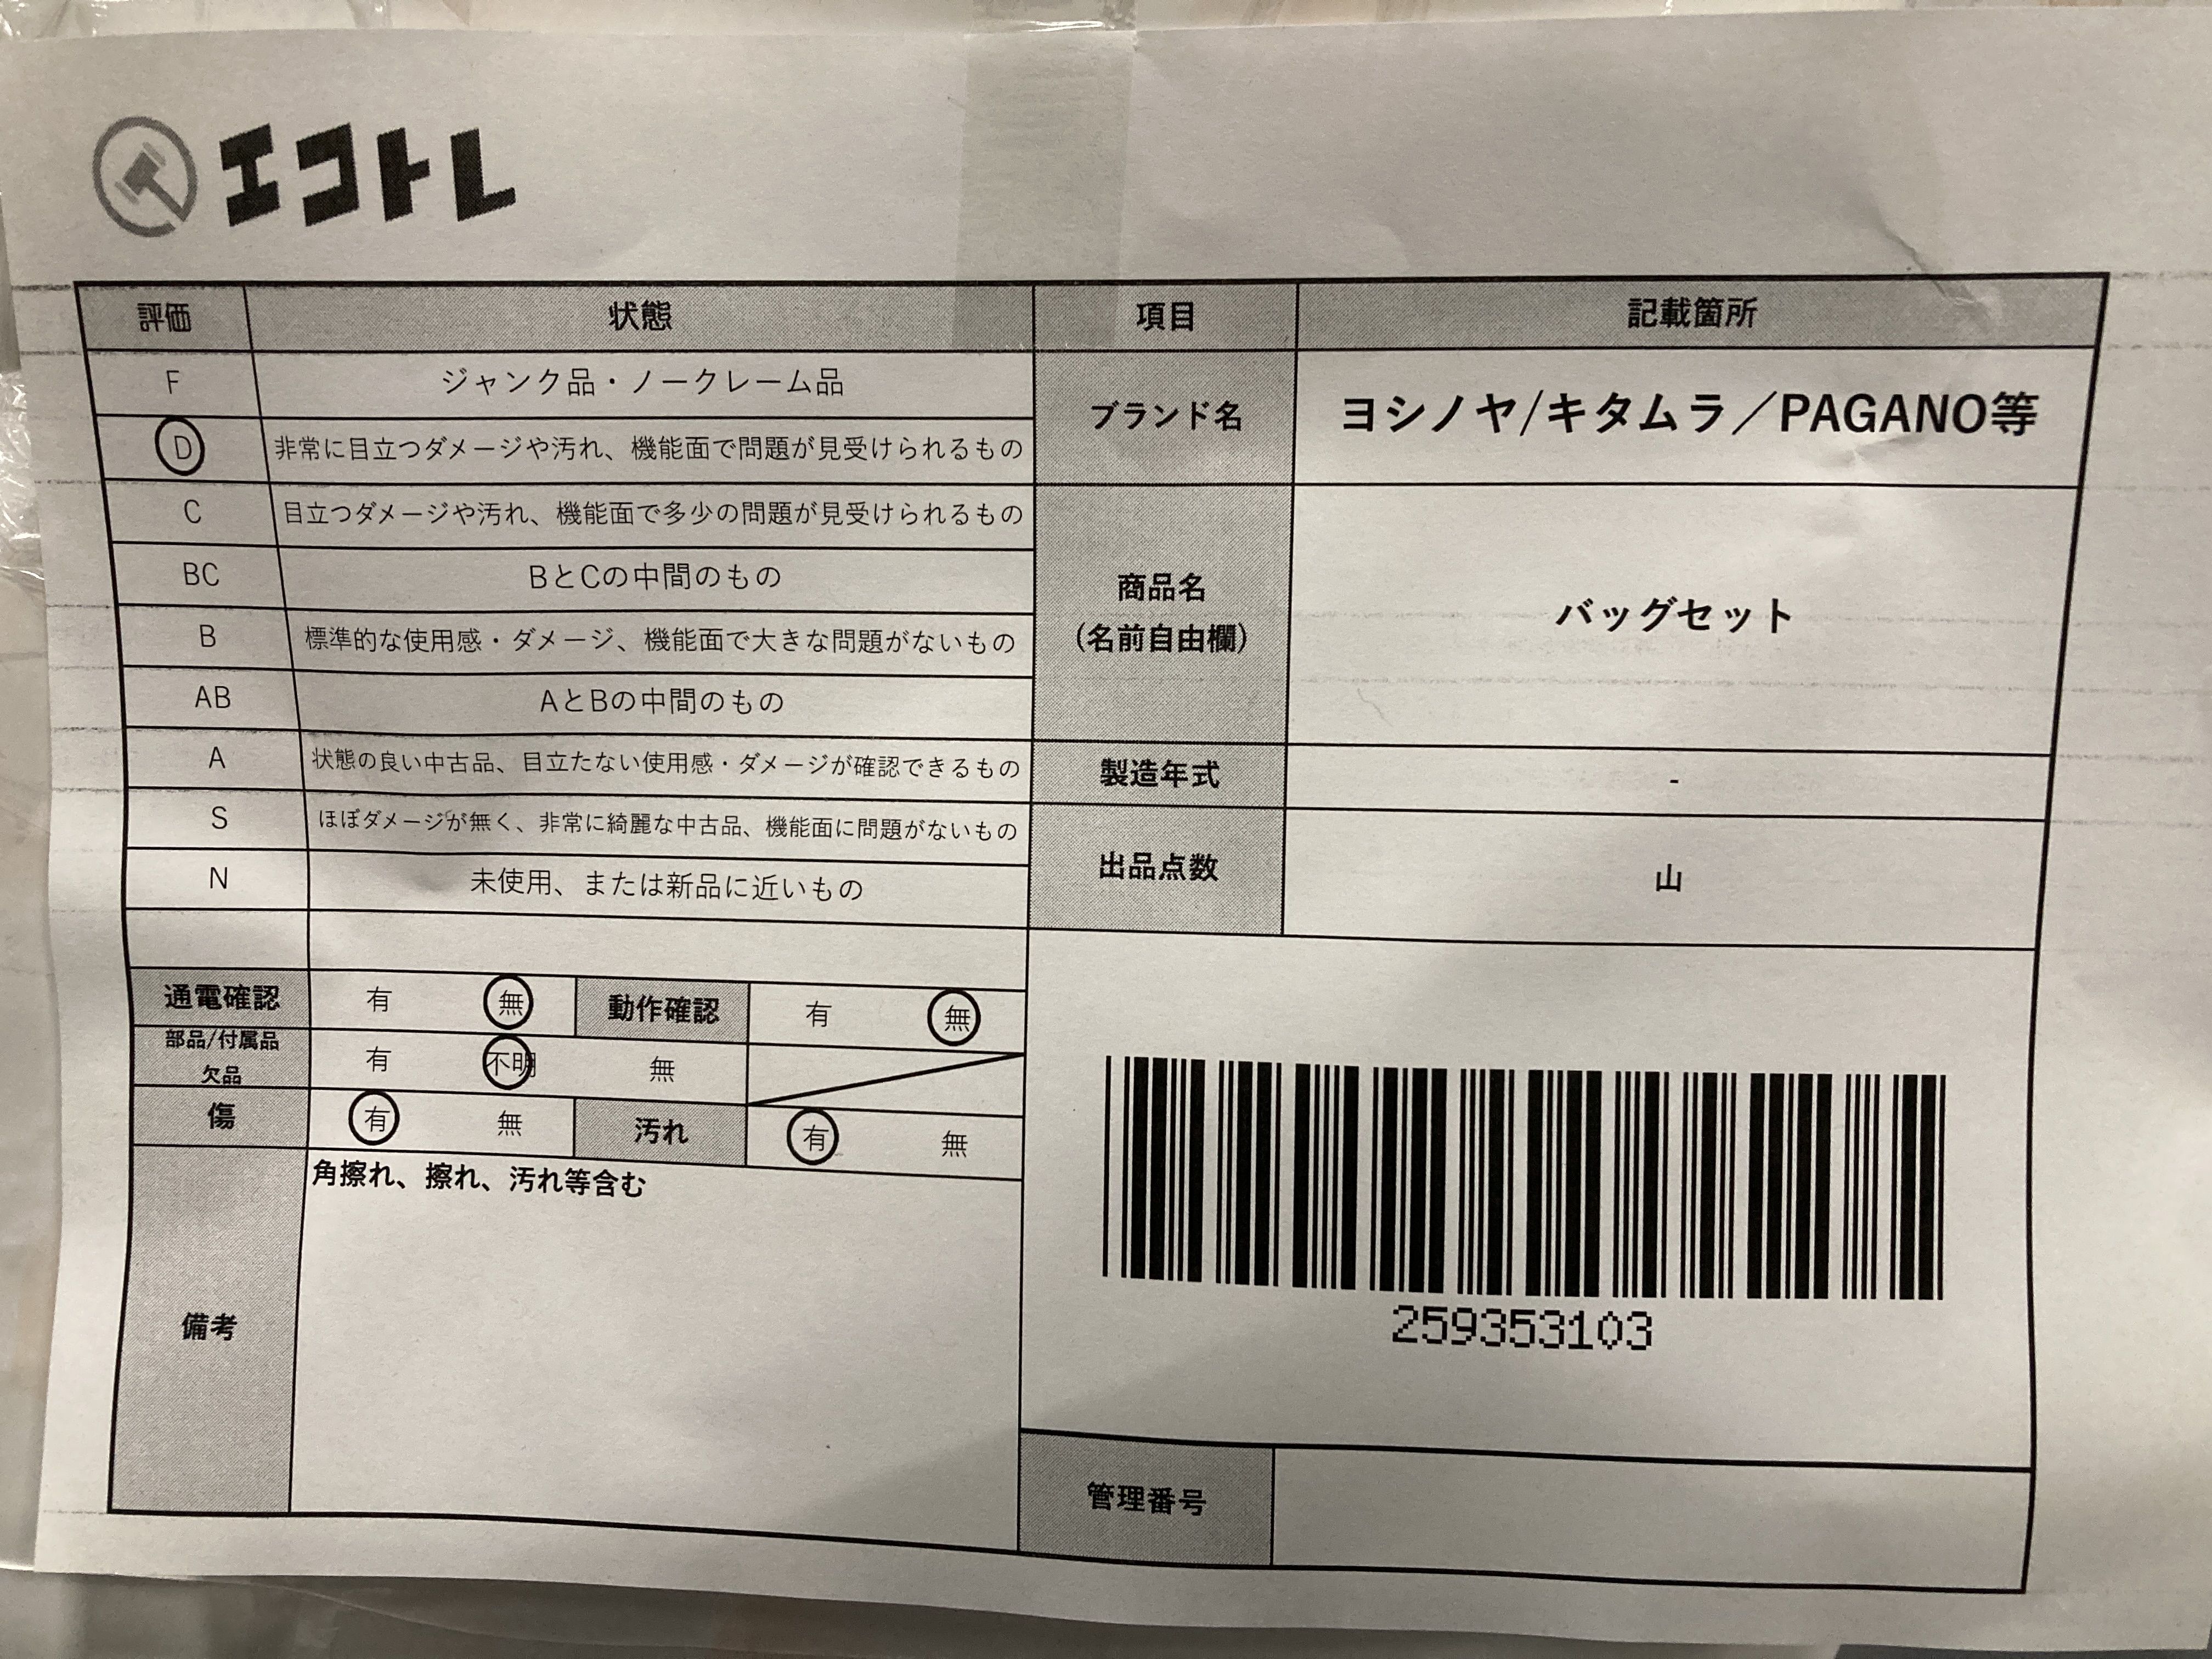 エコトレ
評価 状態 項目 記載箇所
F ジャンク品・ノークレーム品
D 非常に目立つダメージや汚れ、機能面で問題が見受けられるもの
ブランド名 ヨシノヤ/キタムラ／PAGANO等
C 目立つダメージや汚れ、機能面で多少の問題が見受けられるもの
BC BとCの中間のもの
B 標準的な使用感・ダメージ、機能面で大きな問題がないもの
商品名
(名前自由欄)
バッグセット
AB AとBの中間のもの
A 状態の良い中古品、目立たない使用感・ダメージが確認できるもの
製造年式 -
S ほぼダメージが無く、非常に綺麗な中古品、機能面に問題がないもの
N 未使用、または新品に近いもの
出品点数 山
通電確認 有 無 動作確認 有 無
部品/付属品
欠品
有 不明 無
傷 有 無 汚れ 有 無
備考
角擦れ、擦れ、汚れ等含む
259353103
管理番号